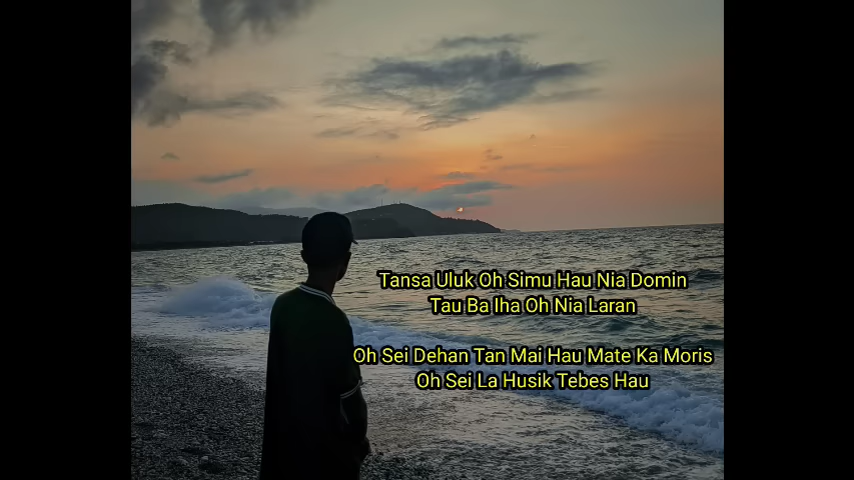 Tansa Uluk Oh Simu Hau Nia Domin
Tau Ba Iha Oh Nia Laran
Oh Sei Dehan Tan Mai Hau Mate Ka Moris
Oh Sei La Husik Tebes Hau